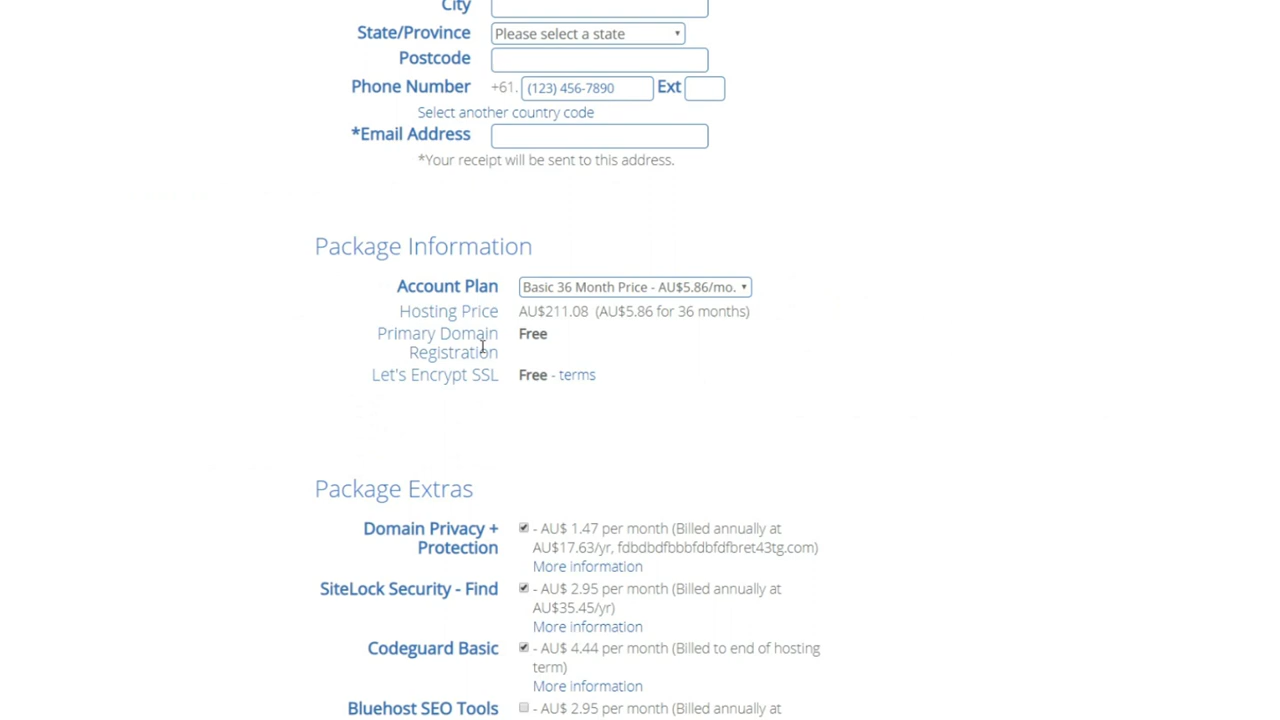 City
State/Province Please select a state
Postcode
Phone Number +61. (123) 456-7890 Ext
Select another country code
*Email Address
*Your receipt will be sent to this address.
Package Information
Account Plan Basic 36 Month Price - AU$5.86/mo.
Hosting Price AU$211.08 (AU$5.86 for 36 months)
Primary Domain Free
Registration
Let's Encrypt SSL Free - terms
Package Extras
Domain Privacy + - AU$ 1.47 per month (Billed annually at
Protection AU$17.63/yr, fdbdbdfbbbfdbfdfbret43tg.com)
More information
SiteLock Security - Find - AU$ 2.95 per month (Billed annually at
AU$35.45/yr)
More information
Codeguard Basic - AU$ 4.44 per month (Billed to end of hosting
term)
More information
Bluehost SEO Tools - AU$ 2.95 per month (Billed annually at